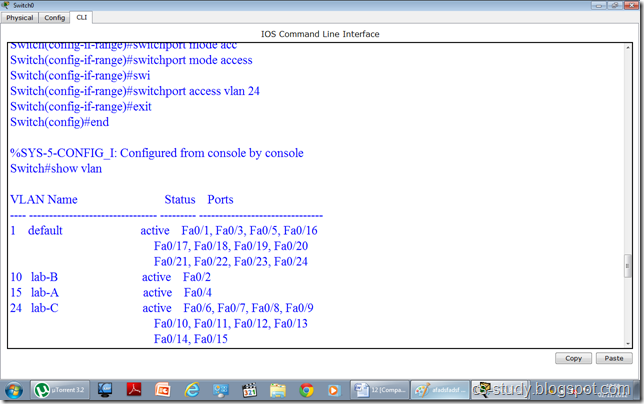 Switch0
Physical Config CLI
IOS Command Line Interface
Switch(config-if-range)#switchport mode acc
Switch(config-if-range)#switchport mode access
Switch(config-if-range)#swi
Switch(config-if-range)#switchport access vlan 24
Switch(config-if-range)#exit
Switch(config)#end
%SYS-5-CONFIG_I: Configured from console by console
Switch#show vlan
VLAN Name Status Ports
---- -------------------------------- --------- -------------------------------
1 default active Fa0/1, Fa0/3, Fa0/5, Fa0/16
Fa0/17, Fa0/18, Fa0/19, Fa0/20
Fa0/21, Fa0/22, Fa0/23, Fa0/24
10 lab-B active Fa0/2
15 lab-A active Fa0/4
24 lab-C active Fa0/6, Fa0/7, Fa0/8, Fa0/9
Fa0/10, Fa0/11, Fa0/12, Fa0/13
Fa0/14, Fa0/15
Copy Paste
µTorrent 3.2
321
12 [Compa...